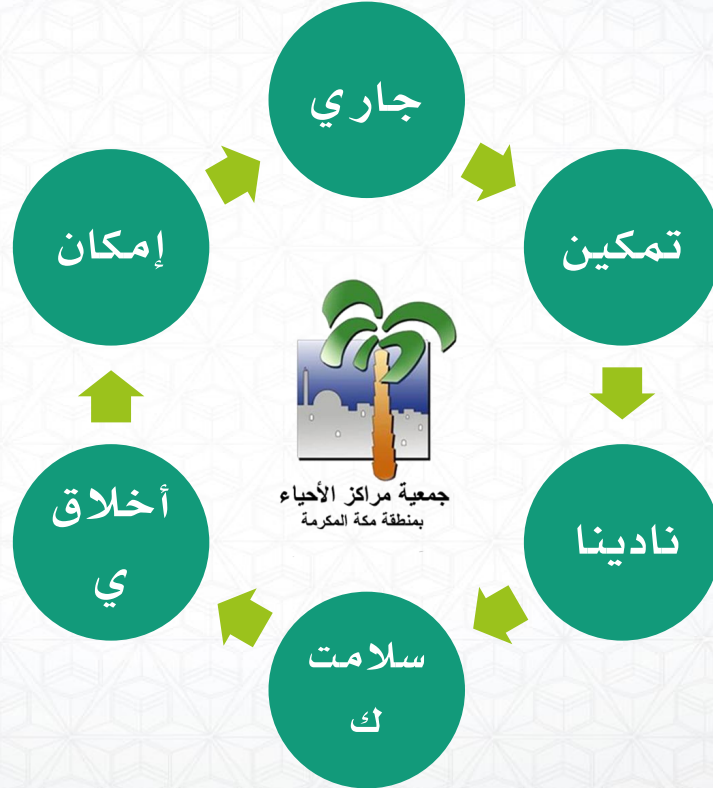 جاري
تمكين
نادينا
سلامت
ك
أخلاق
ي
إمكان
جمعية مراكز الأحياء
بمنطقة مكة المكرمة